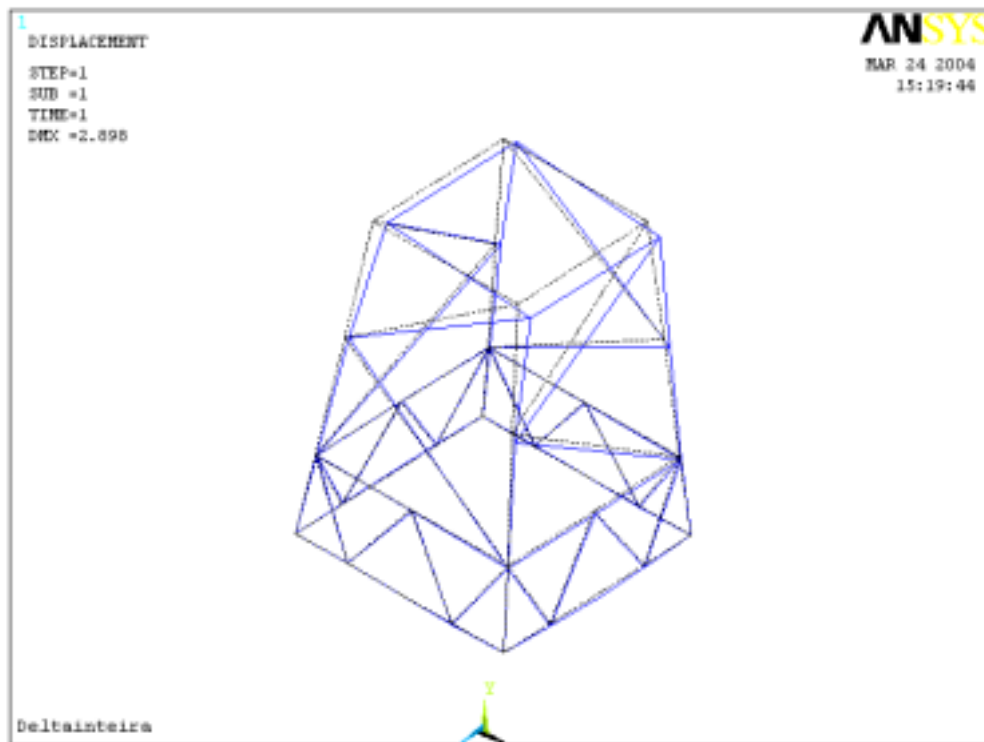 1
DISPLACEMENT
STEP=1
SUB =1
TIME=1
DMX =2.898
ANSYS
MAR 24 2004
15:19:44
Y
Deltainteira